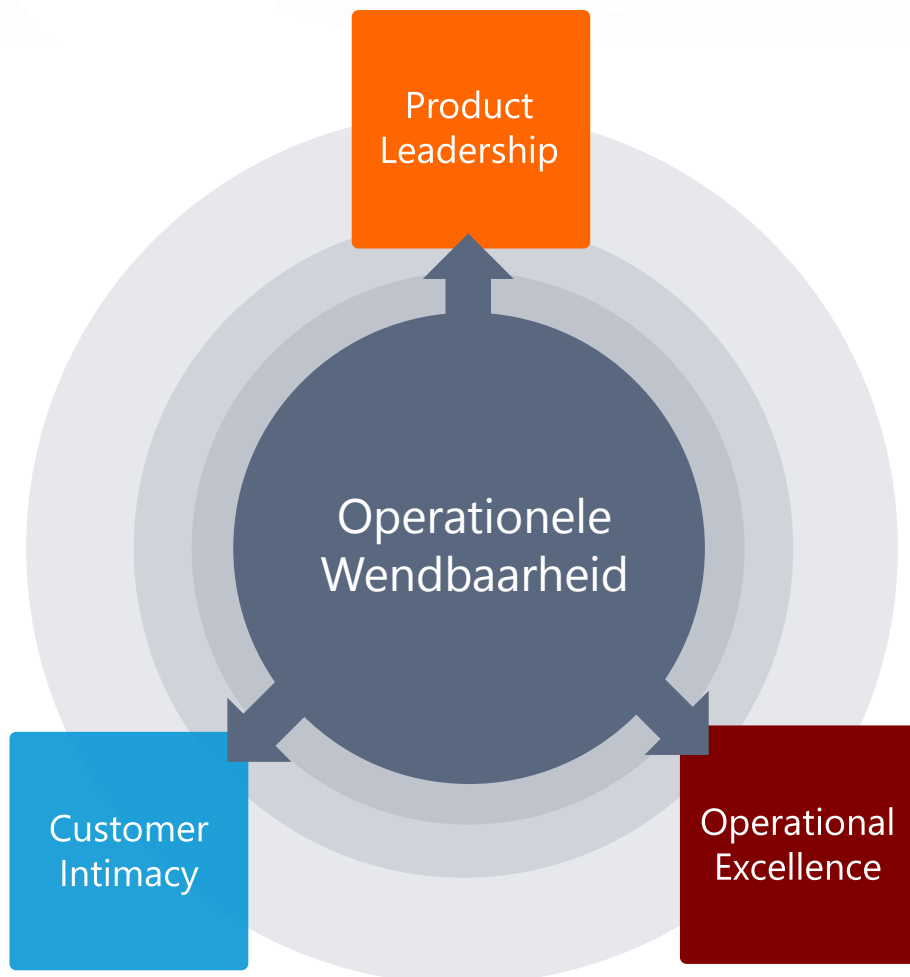 Product
Leadership
Operationele
Wendbaarheid
Customer
Intimacy
Operational
Excellence